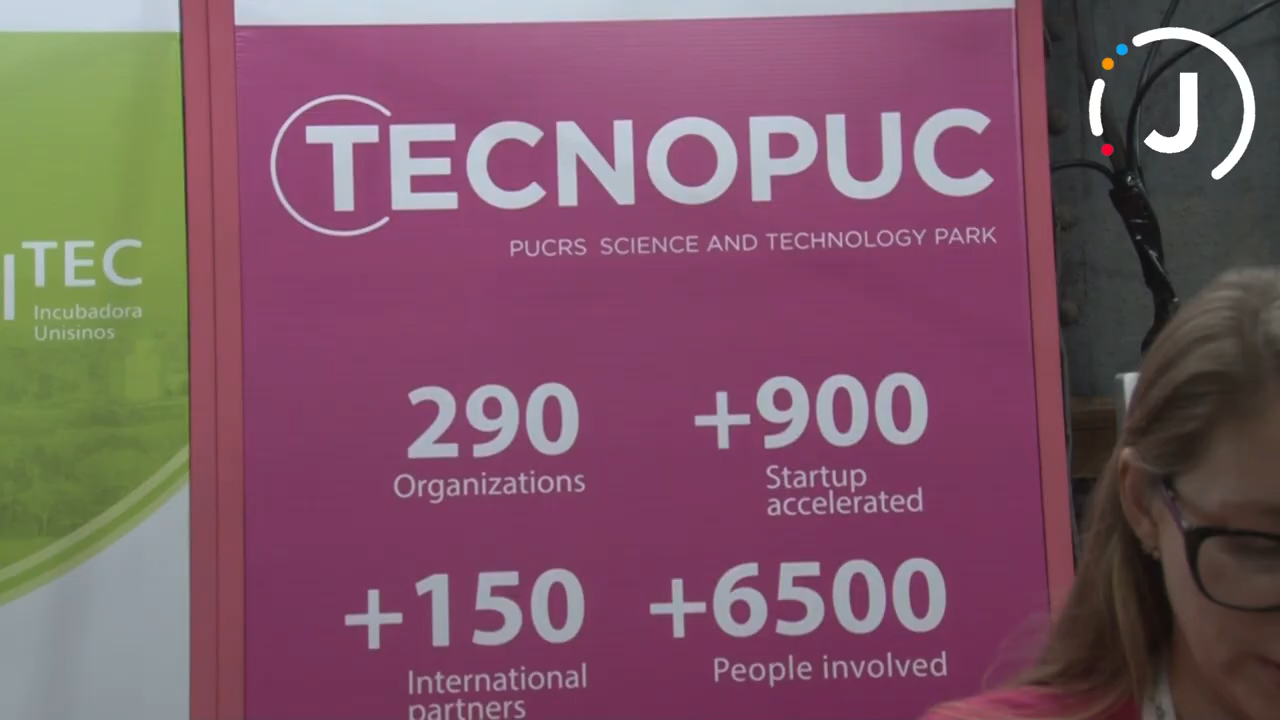 TECNOPUC
PUCRS SCIENCE AND TECHNOLOGY PARK
290
Organizations
+900
Startup
accelerated
+150
International
partners
+6500
People involved
TEC
Incubadora
Unisinos
J